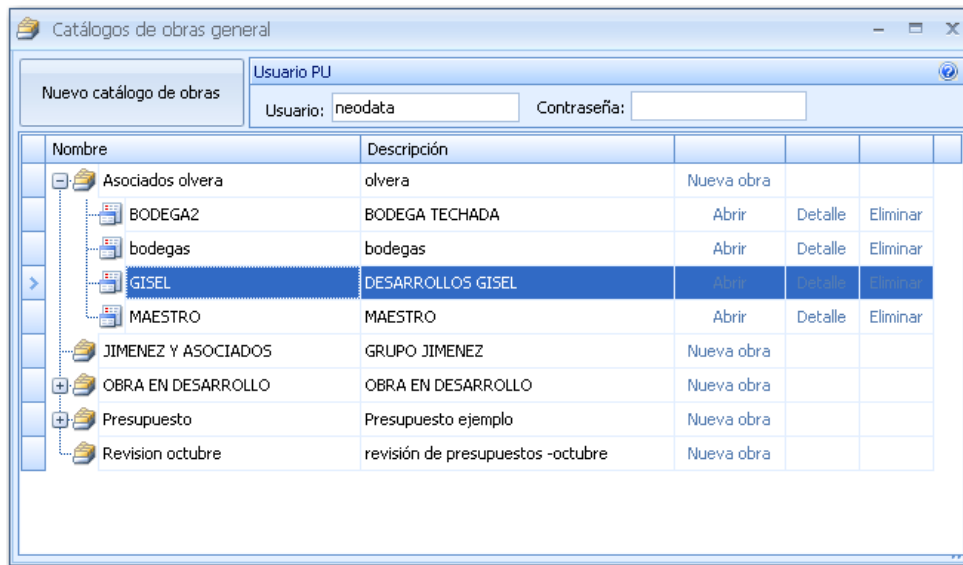 Catálogos de obras general
Nuevo catálogo de obras
Usuario PU
Usuario: neodata Contraseña:
Nombre Descripción
Asociados olvera olvera Nueva obra
BODEGA2 BODEGA TECHADA Abrir Detalle Eliminar
bodegas bodegas Abrir Detalle Eliminar
GISEL DESARROLLOS GISEL Abrir Detalle Eliminar
MAESTRO MAESTRO Abrir Detalle Eliminar
JIMENEZ Y ASOCIADOS GRUPO JIMENEZ Nueva obra
OBRA EN DESARROLLO OBRA EN DESARROLLO Nueva obra
Presupuesto Presupuesto ejemplo Nueva obra
Revision octubre revisión de presupuestos -octubre Nueva obra